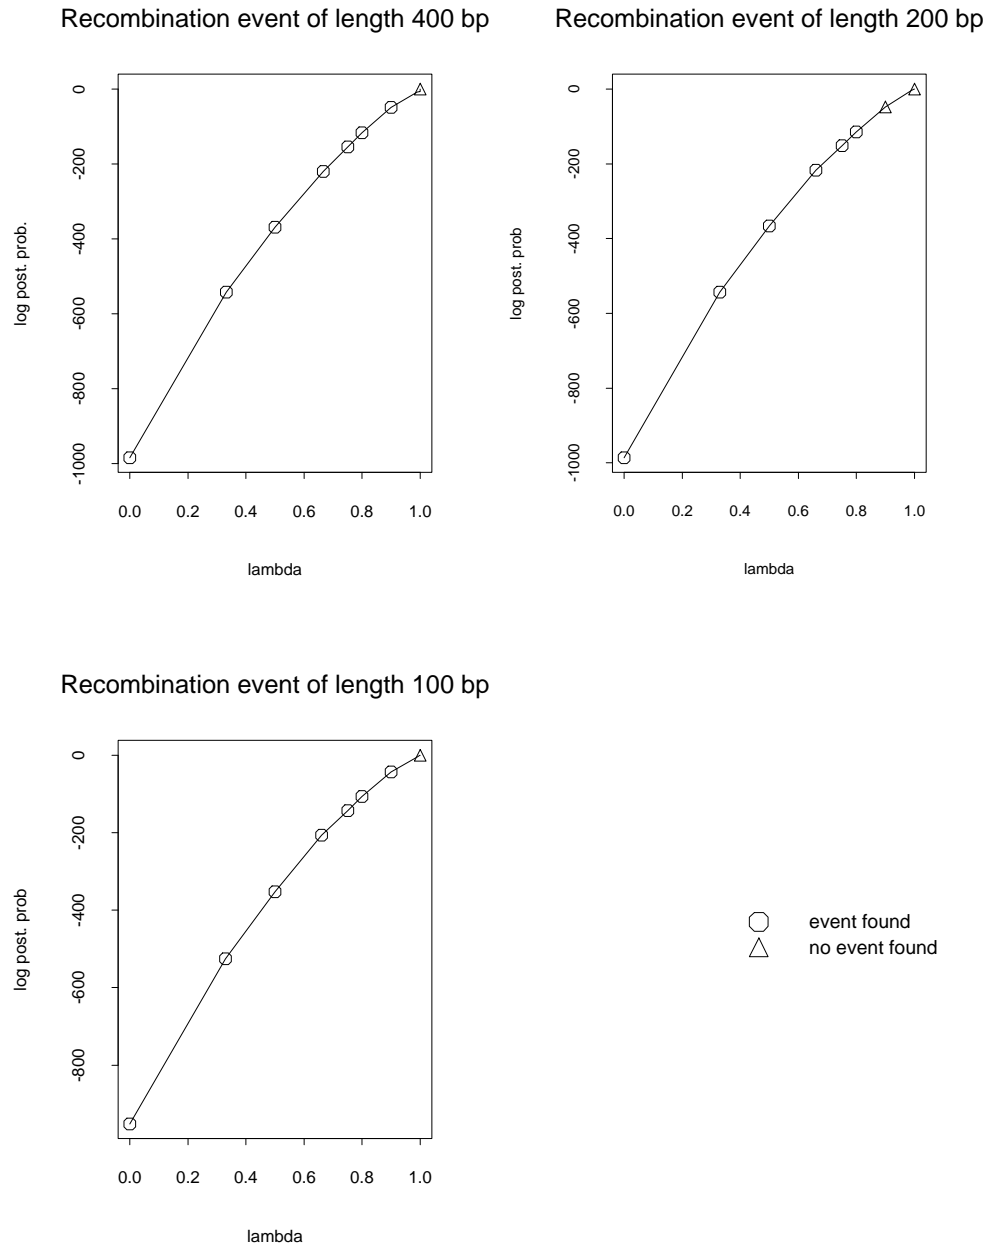 Recombination event of length 400 bp
0
-200
-400
-600
-800
-1000
log post. prob.
0.0 0.2 0.4 0.6 0.8 1.0
lambda
Recombination event of length 200 bp
0
-200
-400
-600
-800
-1000
log post. prob
0.0 0.2 0.4 0.6 0.8 1.0
lambda
Recombination event of length 100 bp
0
-200
-400
-600
-800
log post. prob
0.0 0.2 0.4 0.6 0.8 1.0
lambda
event found
no event found